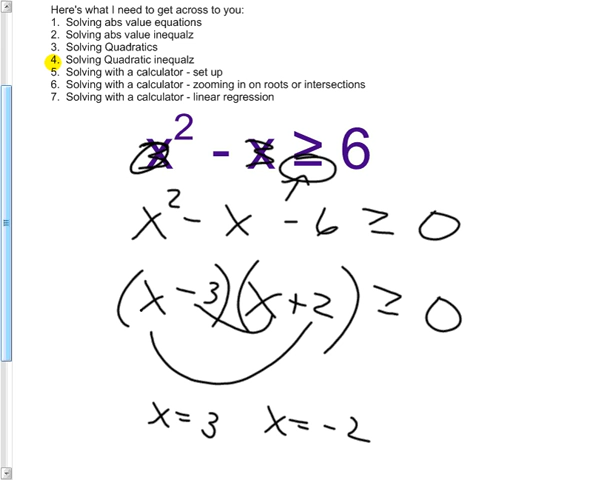 Here's what I need to get across to you:
1. Solving abs value equations
2. Solving abs value inequalz
3. Solving Quadratics
4. Solving Quadratic inequalz
5. Solving with a calculator - set up
6. Solving with a calculator - zooming in on roots or intersections
7. Solving with a calculator - linear regression
x² - x ≥ 6
x² - x - 6 ≥ 0
(x - 3)(x + 2) ≥ 0
x = 3 x = -2